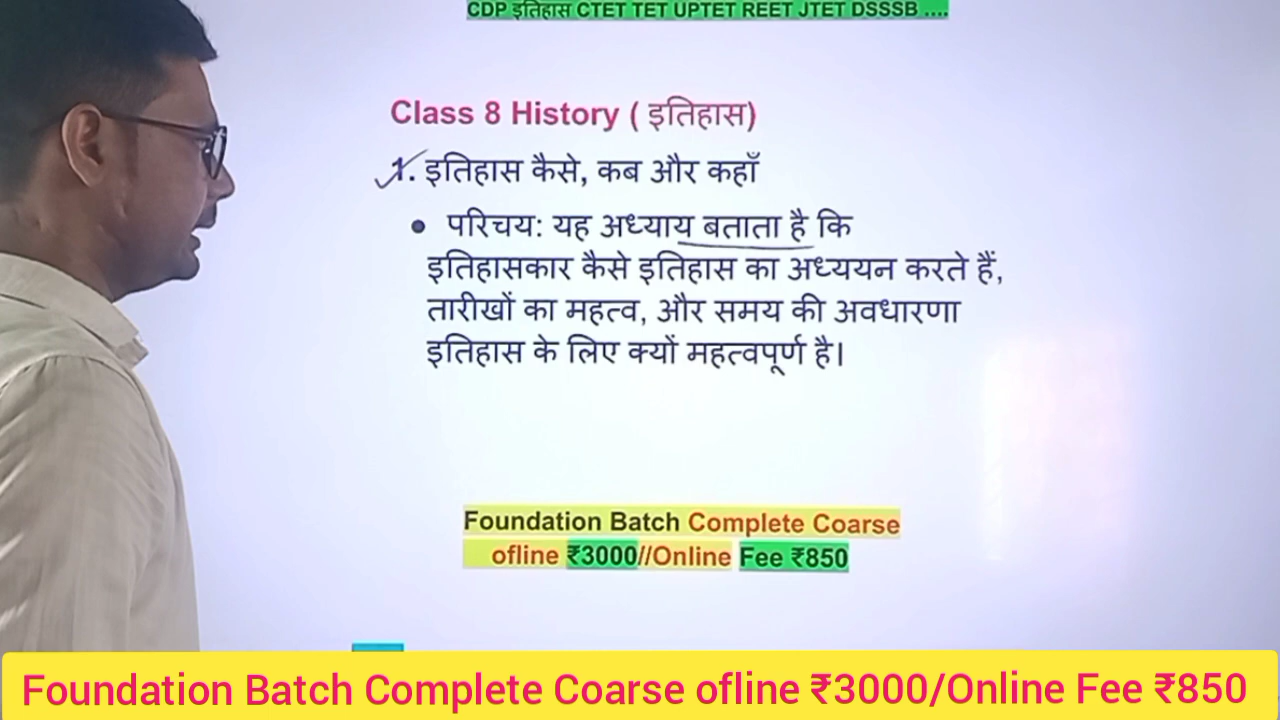 CDP इतिहास CTET TET UPTET REET JTET DSSSB ....
Class 8 History ( इतिहास)
1. इतिहास कैसे, कब और कहाँ
• परिचय: यह अध्याय बताता है कि
इतिहासकार कैसे इतिहास का अध्ययन करते हैं,
तारीखों का महत्व, और समय की अवधारणा
इतिहास के लिए क्यों महत्वपूर्ण है।
Foundation Batch Complete Coarse
ofline ₹3000//Online Fee ₹850
Foundation Batch Complete Coarse ofline ₹3000/Online Fee ₹850